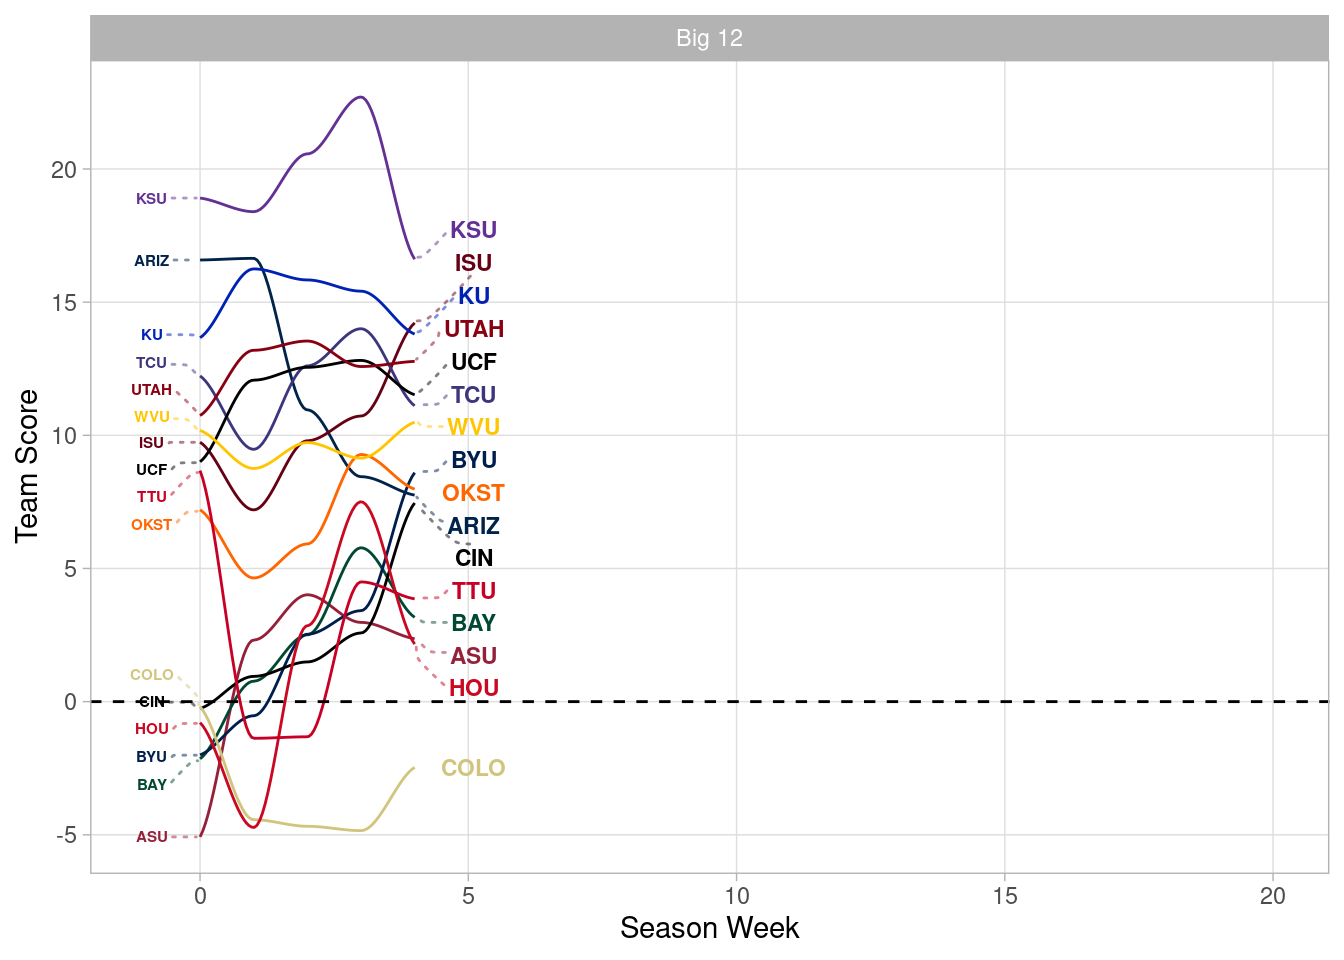 Big 12
Team Score
20
15
10
5
0
-5
KSU
ARIZ
KU
TCU
UTAH
WVU
ISU
UCF
TTU
OKST
COLO
CIN
HOU
BYU
BAY
ASU
KSU
ISU
KU
UTAH
UCF
TCU
WVU
BYU
OKST
ARIZ
CIN
TTU
BAY
ASU
HOU
COLO
0
5
10
15
20
Season Week